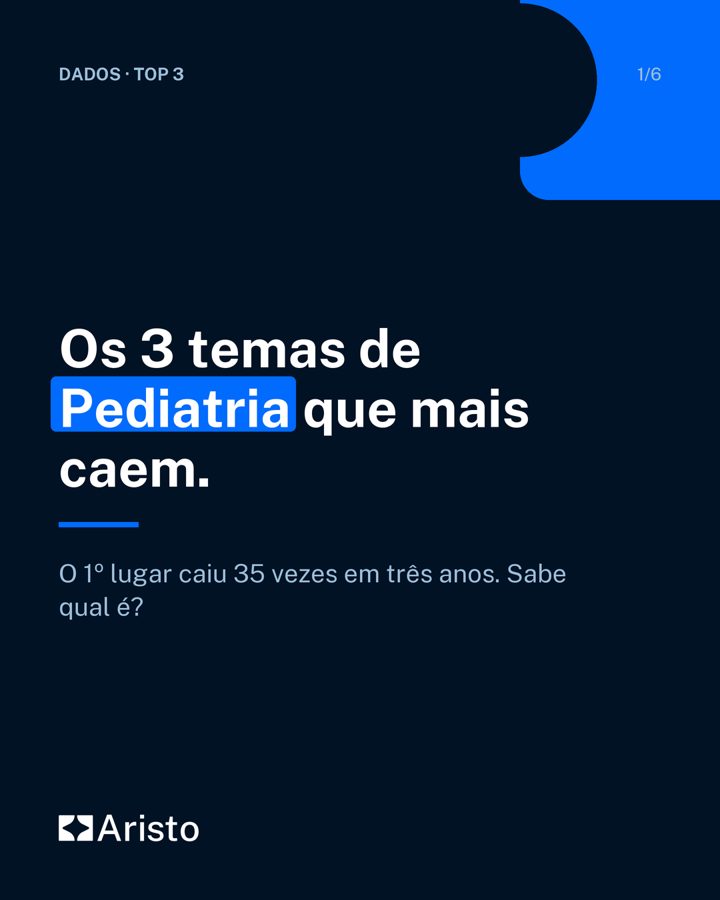 DADOS · TOP 3
1/6
Os 3 temas de
Pediatria que mais
caem.
O 1º lugar caiu 35 vezes em três anos. Sabe
qual é?
Aristo